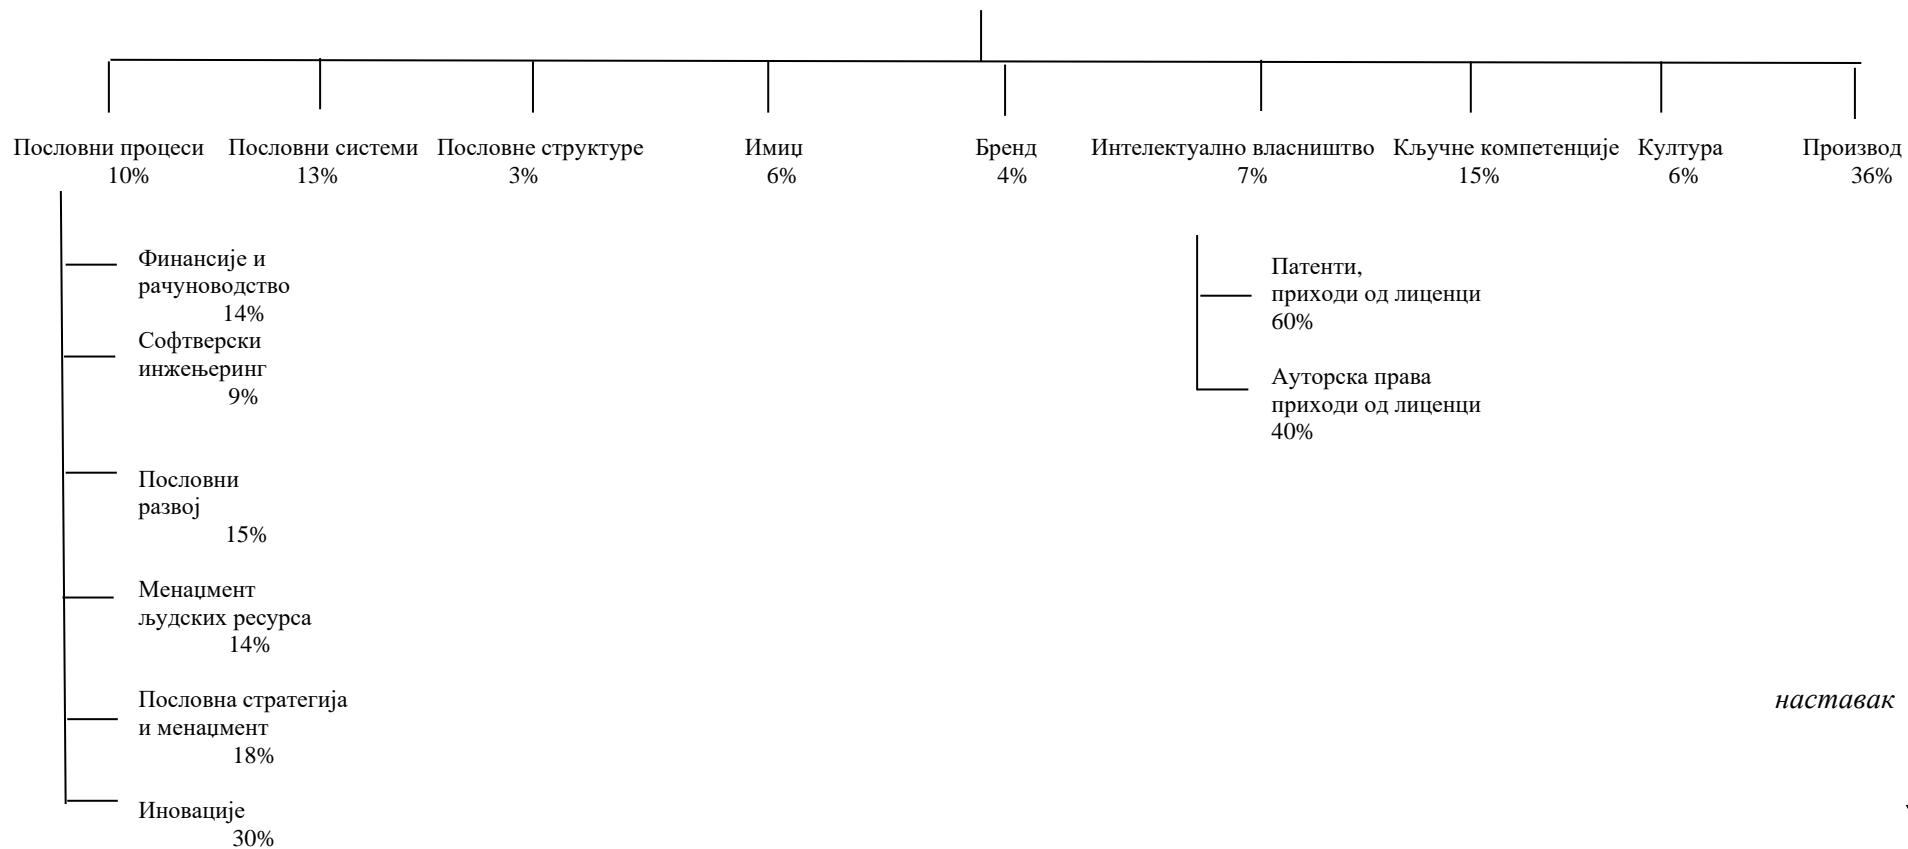 Пословни процеси Пословни системи Пословне структуре Имиџ Бренд Интелектуално власништво Кључне компетенције Култура Производ
10% 13% 3% 6% 4% 7% 15% 6% 36%
Финансије и
рачуноводство
14%
Софтверски
инжењеринг
9%
Пословни
развој
15%
Менаџмент
људских ресурса
14%
Пословна стратегија
и менаџмент
18%
Иновације
30%
Патенти,
приходи од лиценци
60%
Ауторска права
приходи од лиценци
40%
наставак